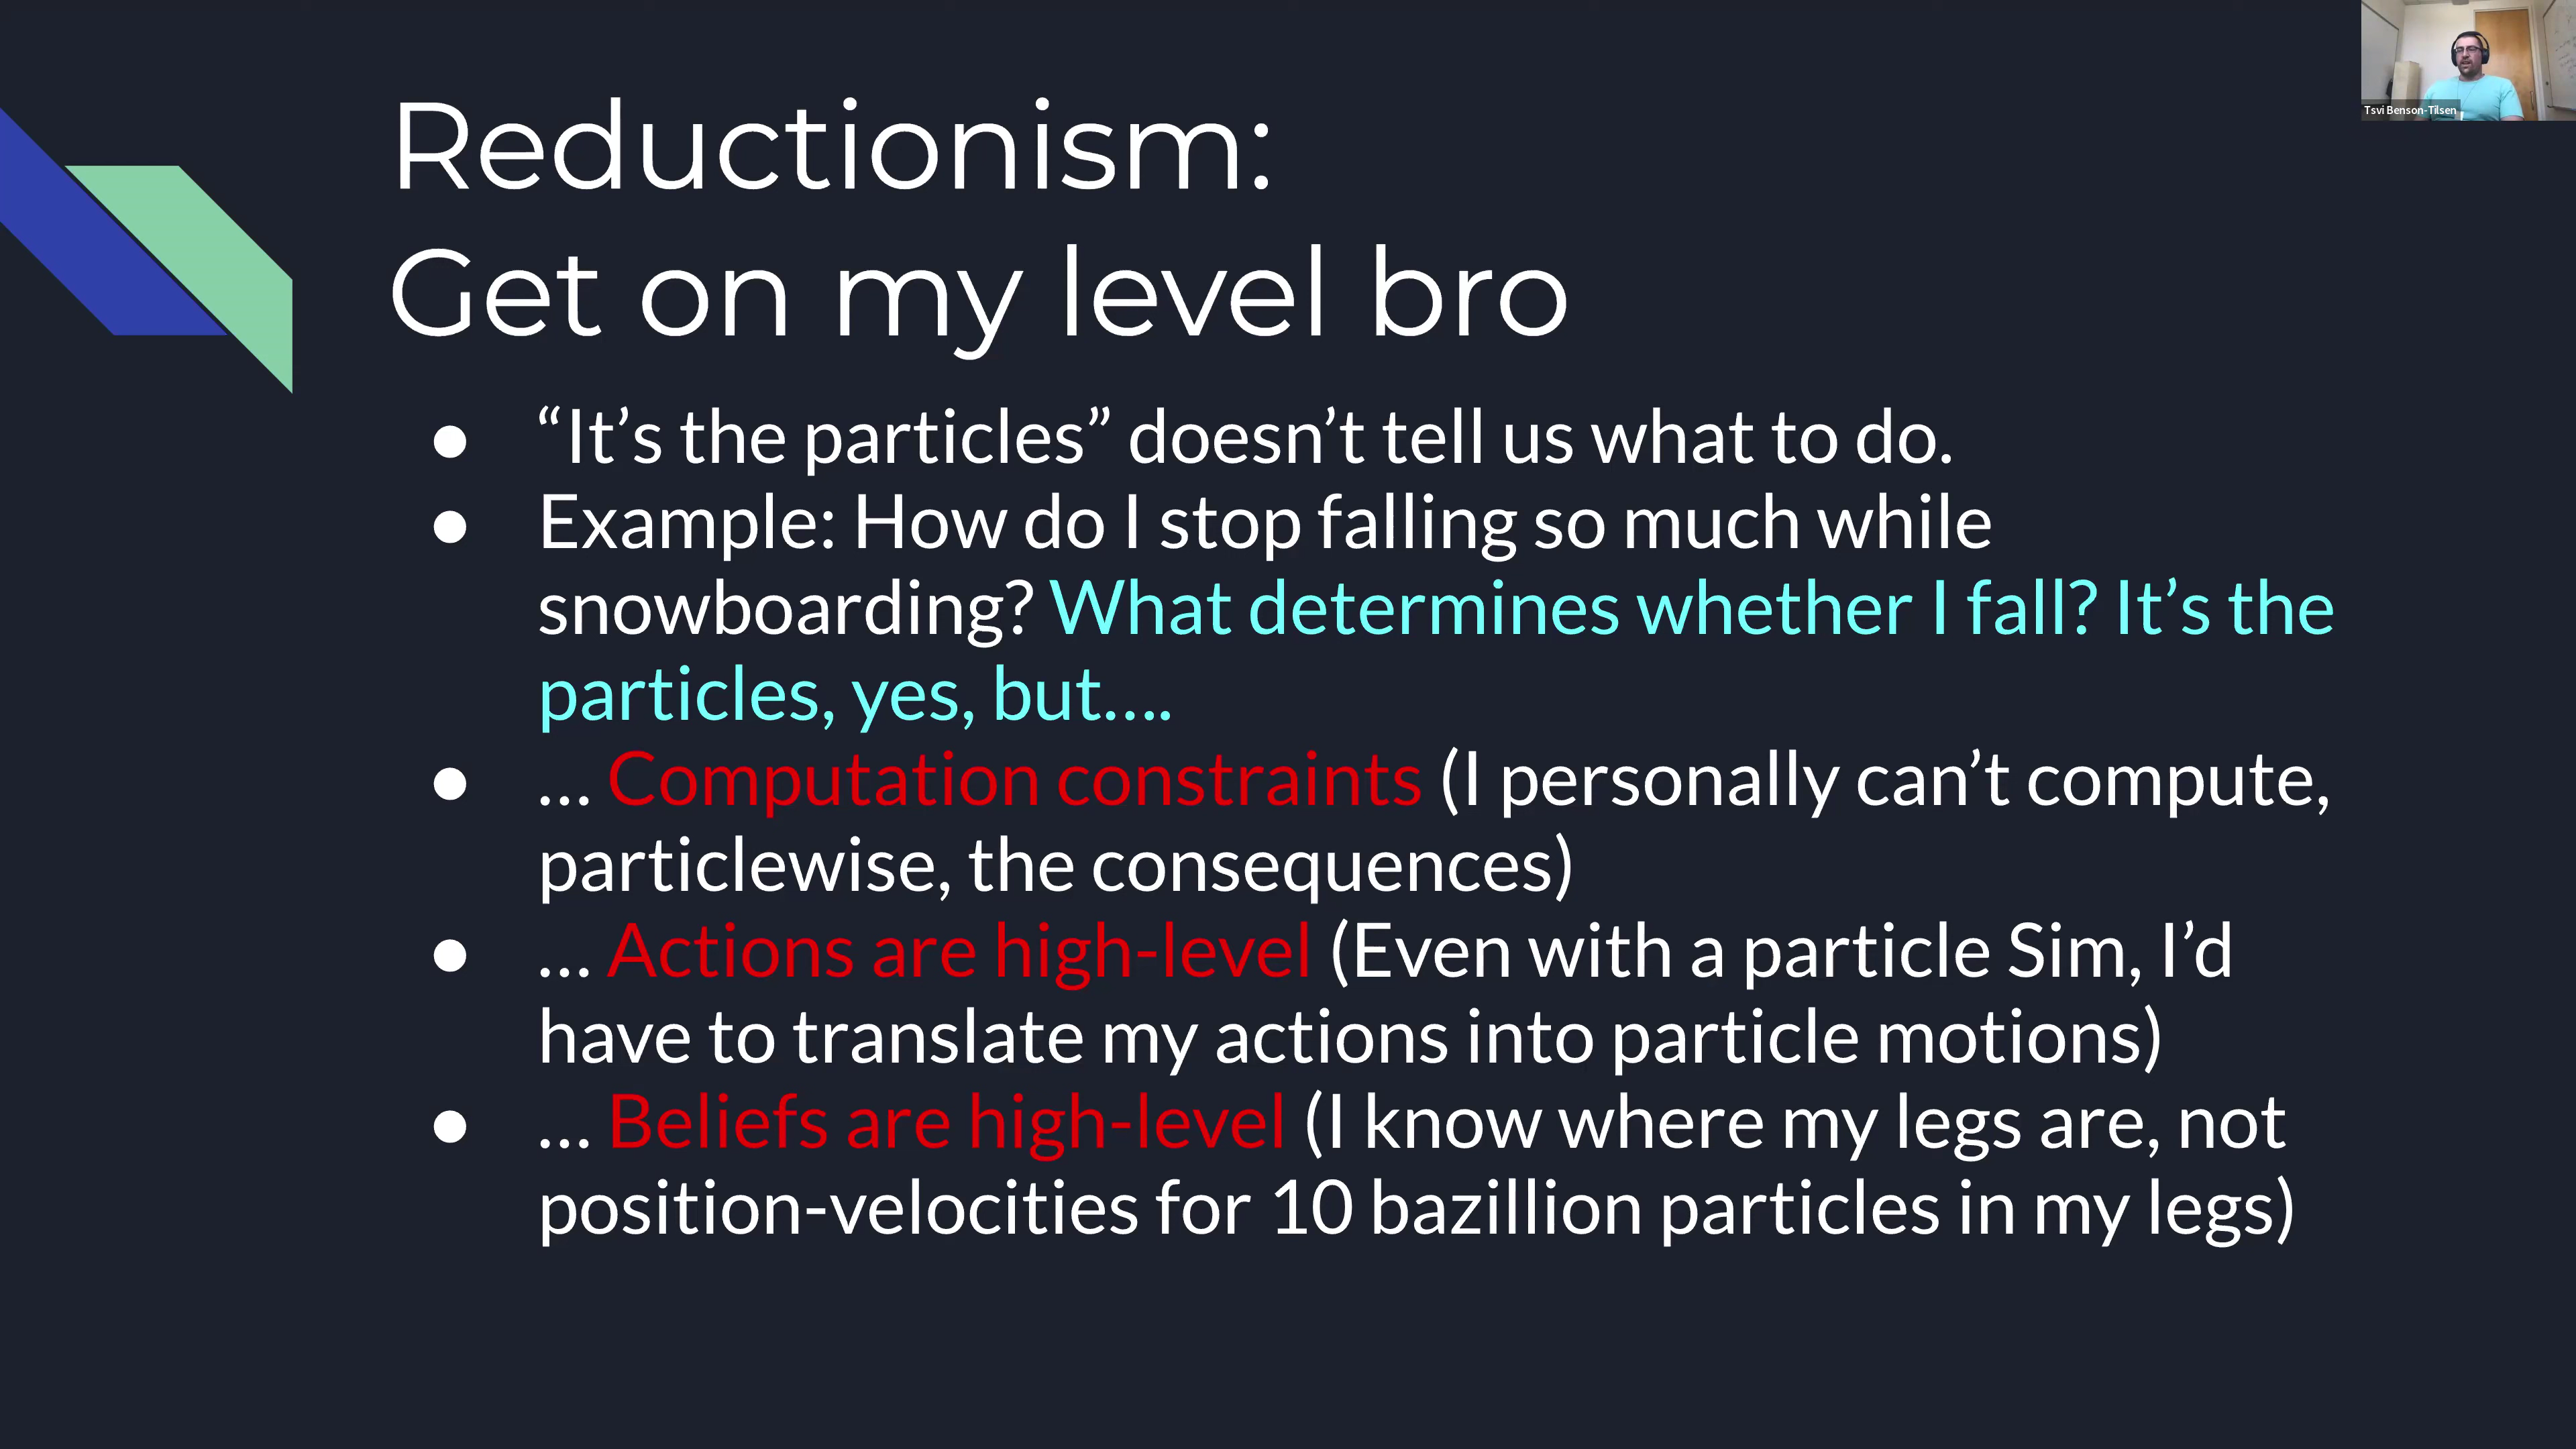 Tsvi Benson-Tilsen
Reductionism:
Get on my level bro
● “It’s the particles” doesn’t tell us what to do.
● Example: How do I stop falling so much while
snowboarding? What determines whether I fall? It’s the
particles, yes, but….
● … Computation constraints (I personally can’t compute,
particlewise, the consequences)
● … Actions are high-level (Even with a particle Sim, I’d
have to translate my actions into particle motions)
● … Beliefs are high-level (I know where my legs are, not
position-velocities for 10 bazillion particles in my legs)